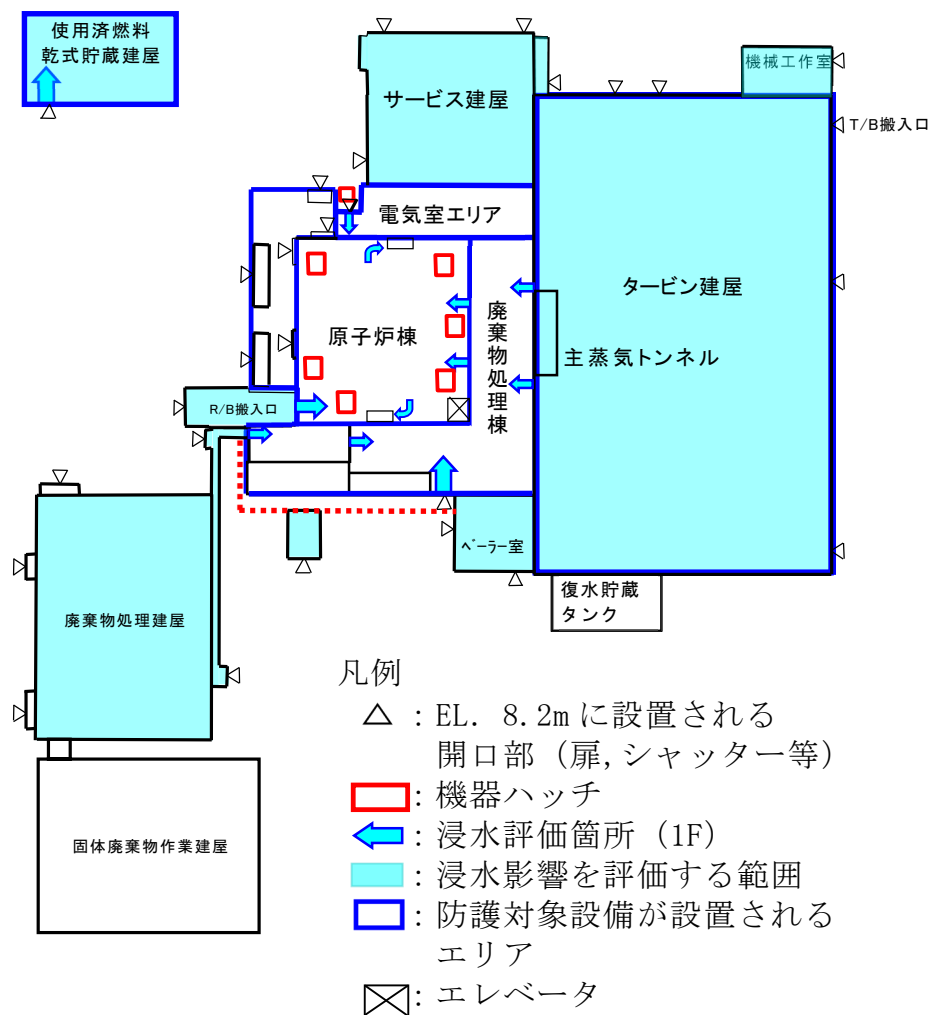 使用済燃料
乾式貯蔵建屋
サービス建屋
機械工作室
T/B搬入口
電気室エリア
タービン建屋
原子炉棟
廃棄物処理棟
主蒸気トンネル
R/B搬入口
ベーラー室
復水貯蔵
タンク
廃棄物処理建屋
固体廃棄物作業建屋
凡例
△ : EL. 8.2mに設置される
開口部 (扉,シャッター等)
: 機器ハッチ
: 浸水評価箇所 (1F)
: 浸水影響を評価する範囲
: 防護対象設備が設置される
エリア
: エレベータ